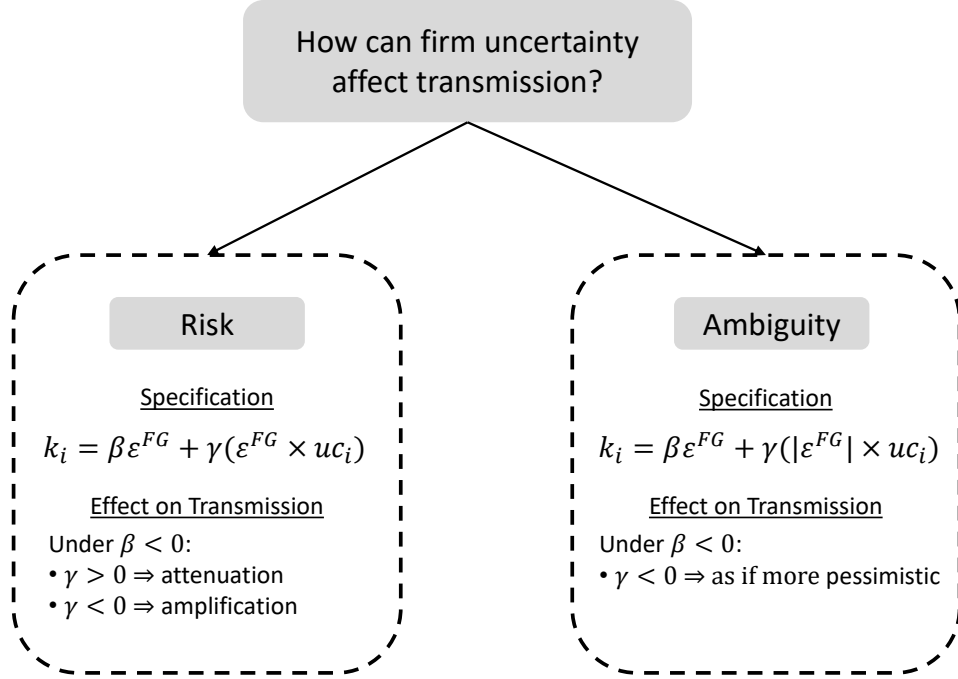 How can firm uncertainty
affect transmission?
Risk
Specification
k_i = βε^{FG} + γ(ε^{FG} × uc_i)
Effect on Transmission
Under β < 0:
• γ > 0 ⇒ attenuation
• γ < 0 ⇒ amplification
Ambiguity
Specification
k_i = βε^{FG} + γ(|ε^{FG}| × uc_i)
Effect on Transmission
Under β < 0:
• γ < 0 ⇒ as if more pessimistic